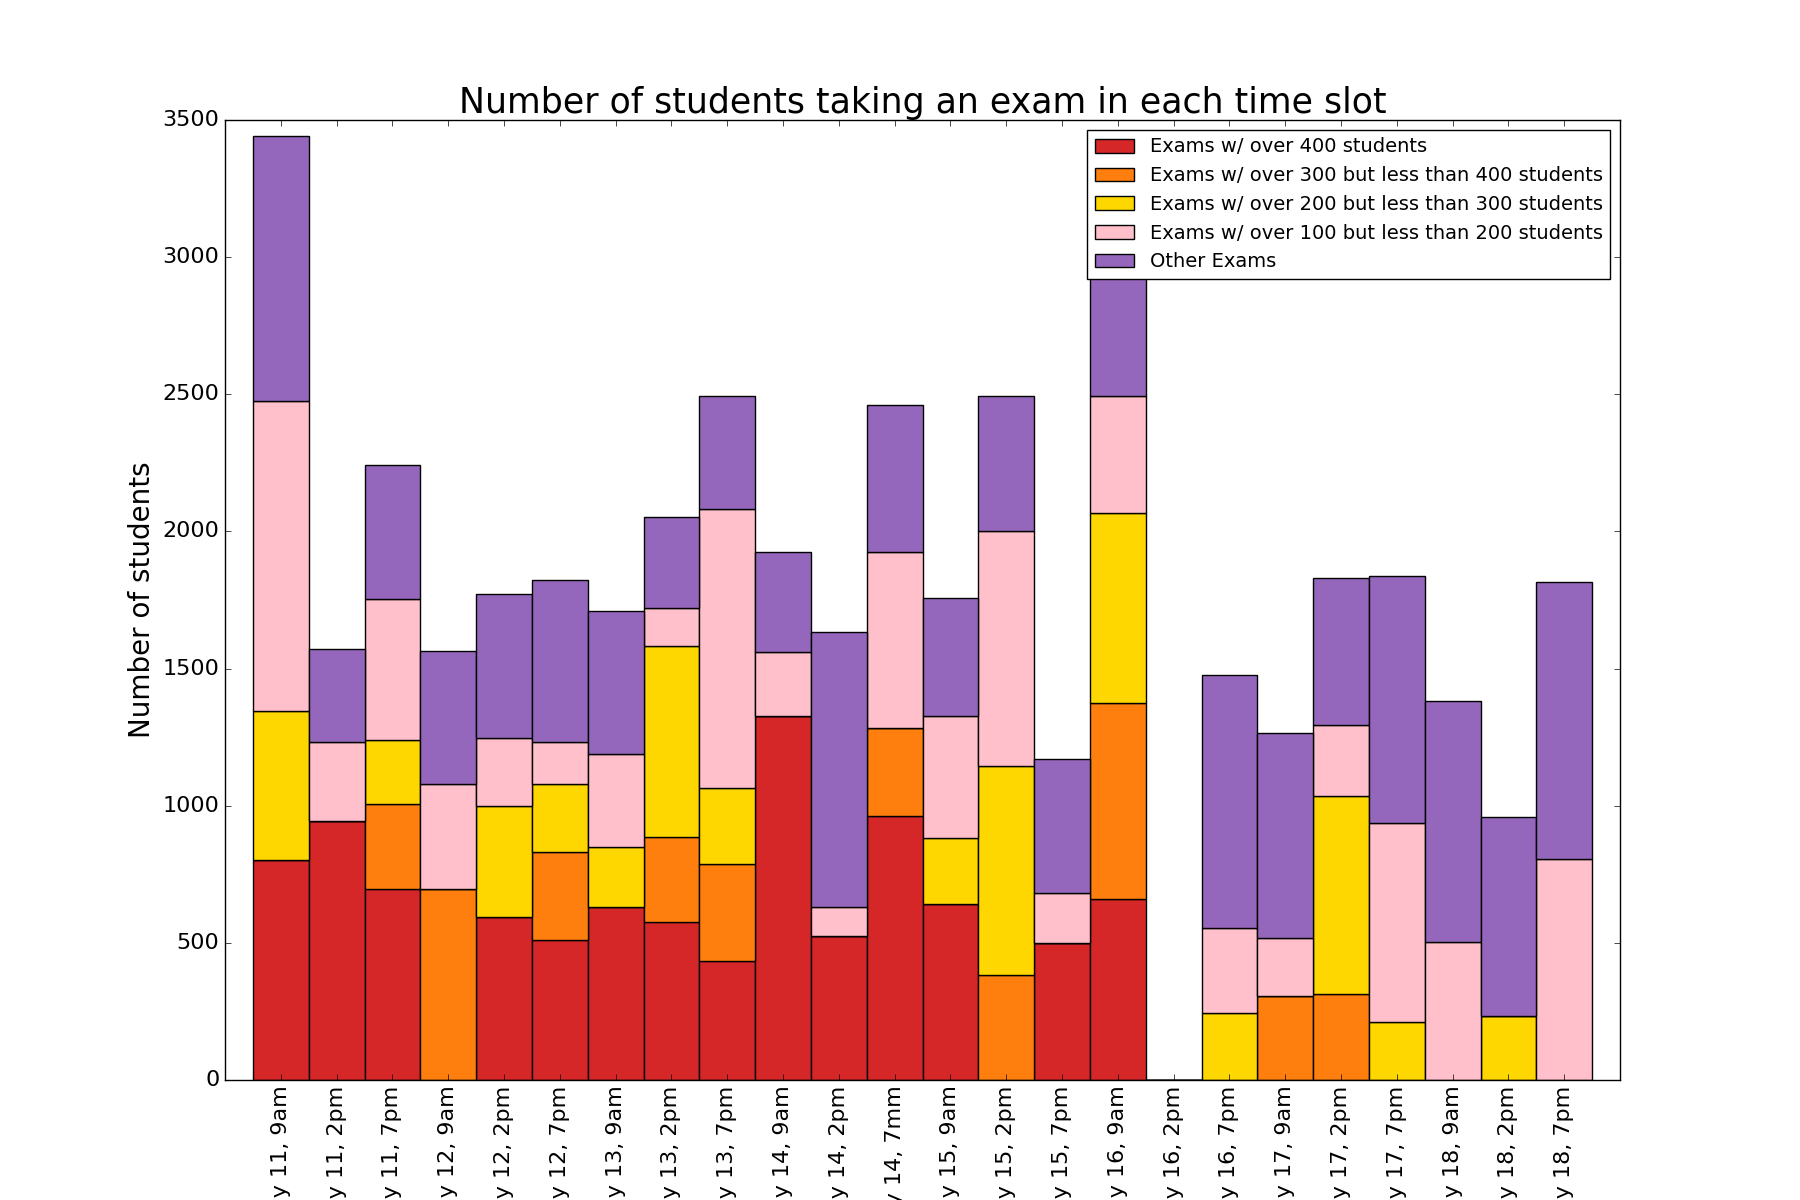 Number of students taking an exam in each time slot
Exams w/ over 400 students
Exams w/ over 300 but less than 400 students
Exams w/ over 200 but less than 300 students
Exams w/ over 100 but less than 200 students
Other Exams
Number of students
3500
3000
2500
2000
1500
1000
500
0
y 11, 9am
y 11, 2pm
y 11, 7pm
y 12, 9am
y 12, 2pm
y 12, 7pm
y 13, 9am
y 13, 2pm
y 13, 7pm
y 14, 9am
y 14, 2pm
y 14, 7mm
y 15, 9am
y 15, 2pm
y 15, 7pm
y 16, 9am
y 16, 2pm
y 16, 7pm
y 17, 9am
y 17, 2pm
y 17, 7pm
y 18, 9am
y 18, 2pm
y 18, 7pm